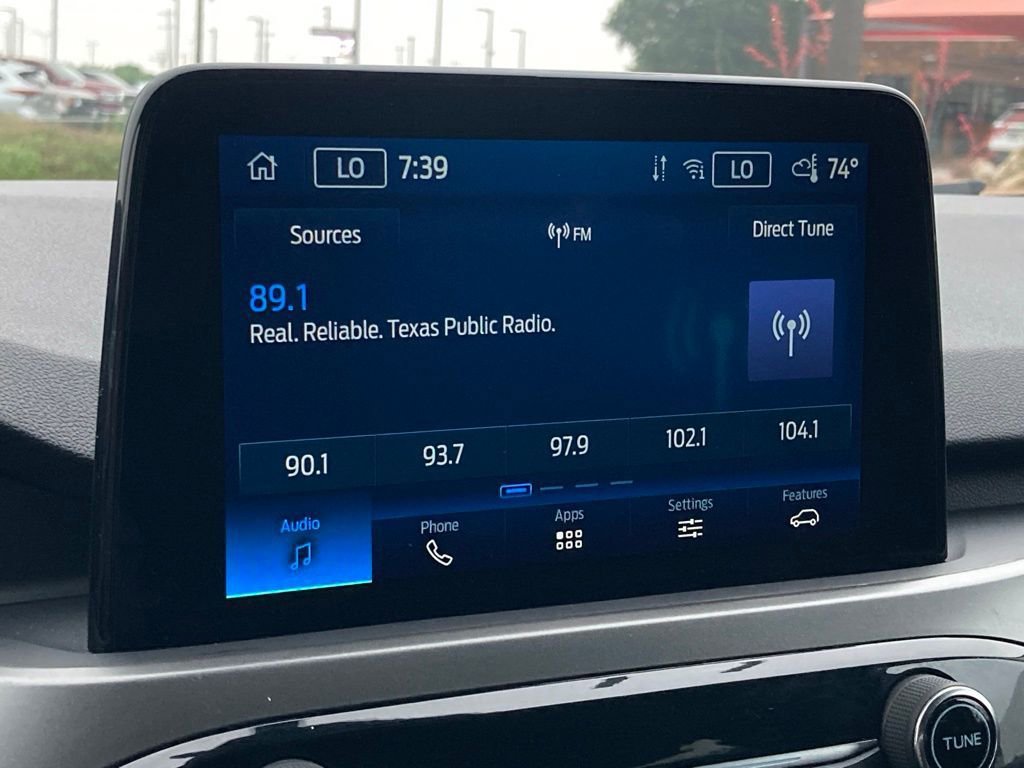 LO 7:39 LO 74°
Sources FM Direct Tune
89.1
Real. Reliable. Texas Public Radio.
90.1 93.7 97.9 102.1 104.1
Audio Phone Apps Settings Features
TUNE